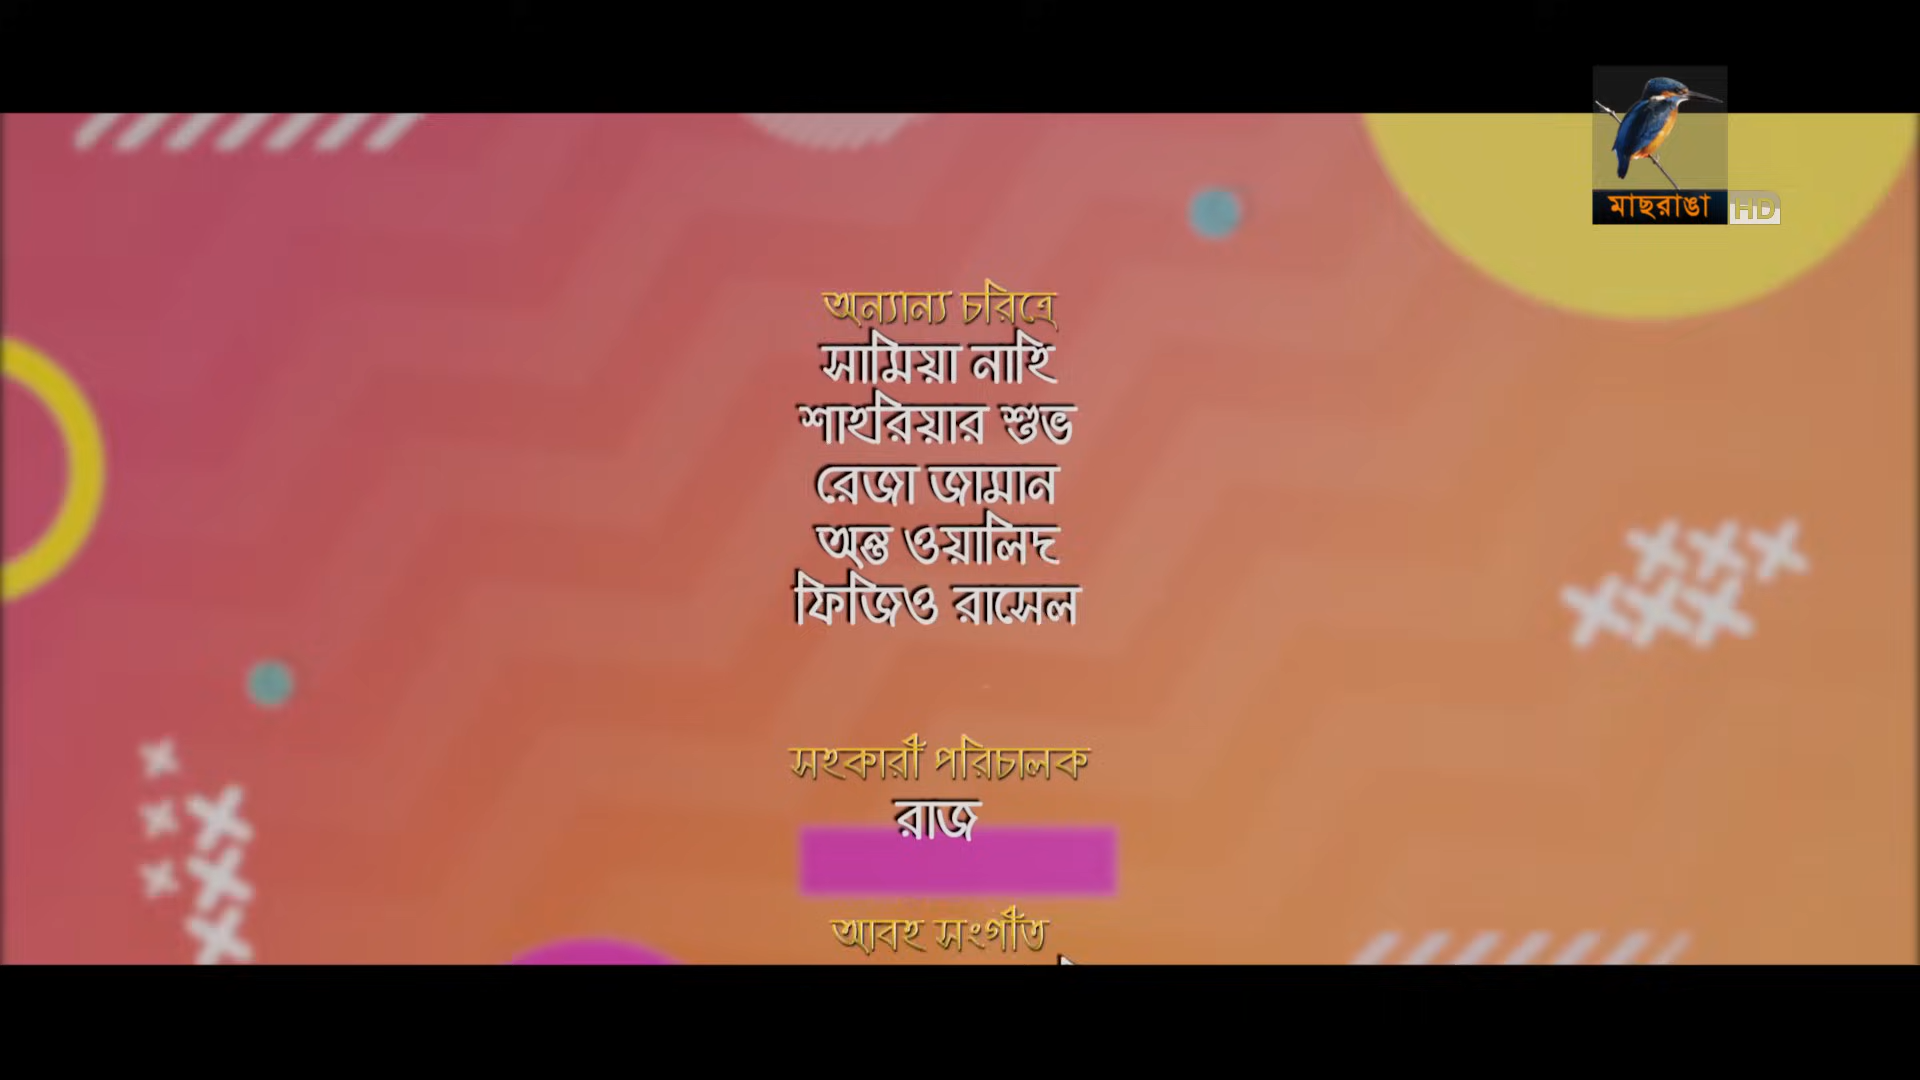 মাছরাঙা HD
অন্যান্য চরিত্রে
সামিয়া নাহি
শাহরিয়ার শুভ
রেজা জামান
অন্ত ওয়ালিদ
ফিজিও রাসেল
সহকারী পরিচালক
রাজ
আবহ সংগীত